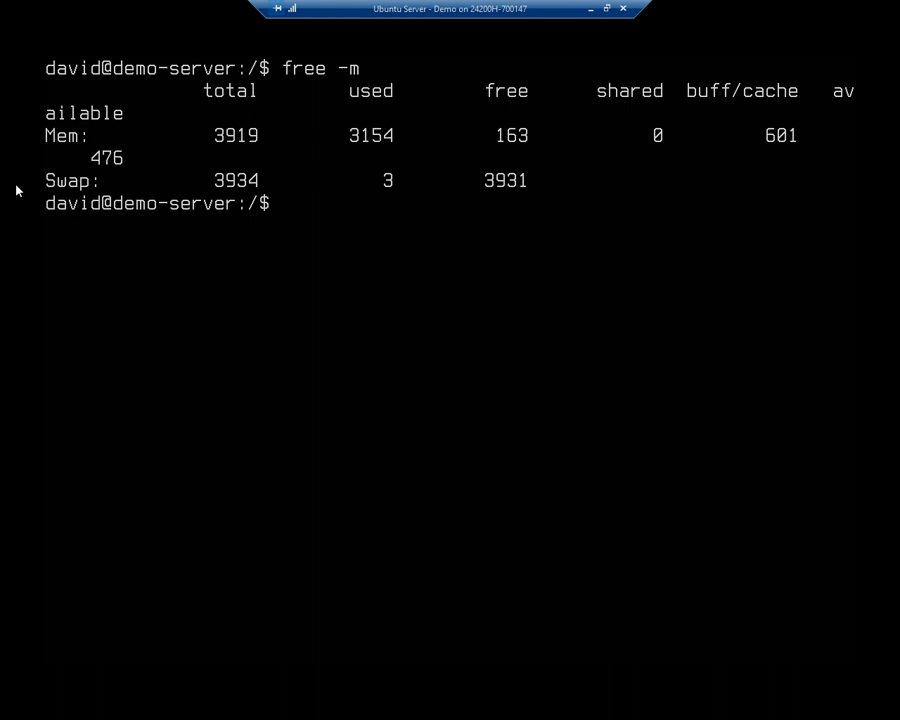 Ubuntu Server - Demo on 24200H-700147
david@demo-server:/$ free -m
total used free shared buff/cache av
ailable
Mem: 3919 3154 163 0 601
476
Swap: 3934 3 3931
david@demo-server:/$